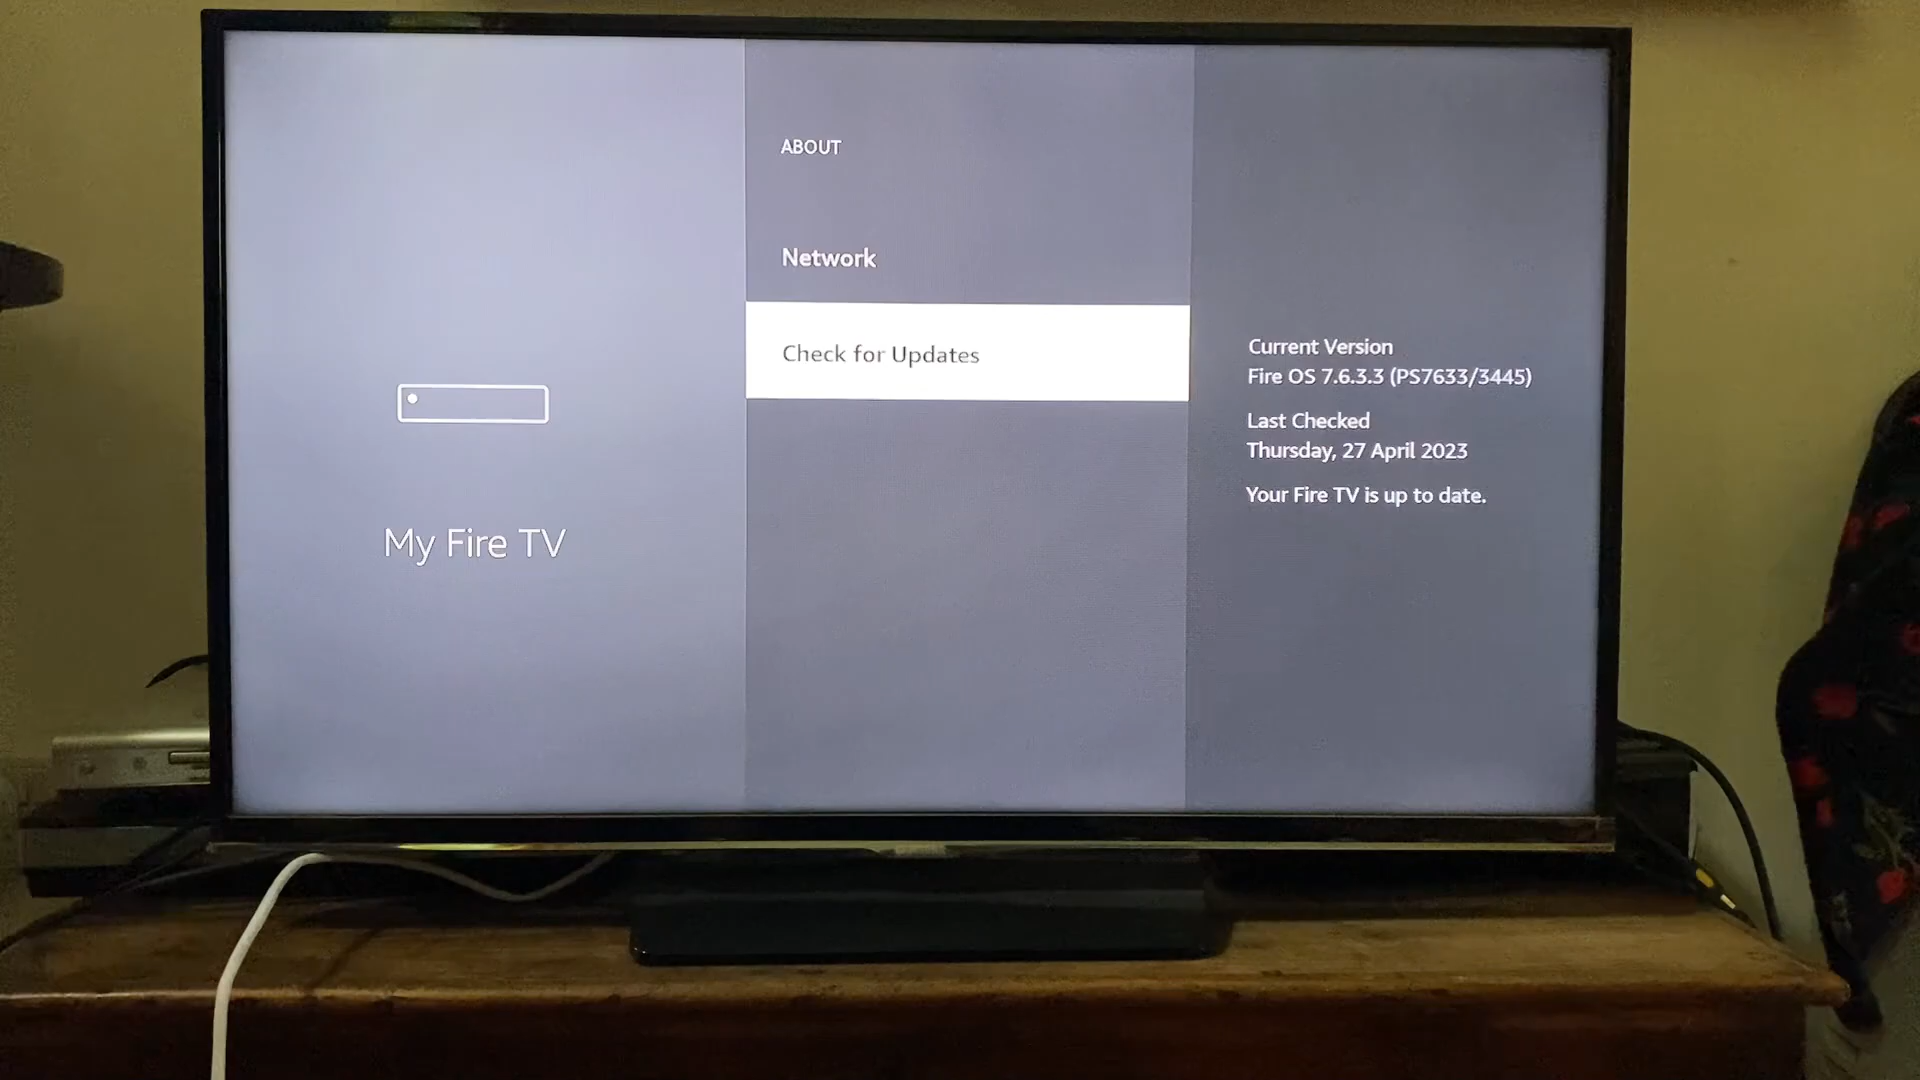 ABOUT
Network
Check for Updates
My Fire TV
Current Version
Fire OS 7.6.3.3 (PS7633/3445)
Last Checked
Thursday, 27 April 2023
Your Fire TV is up to date.